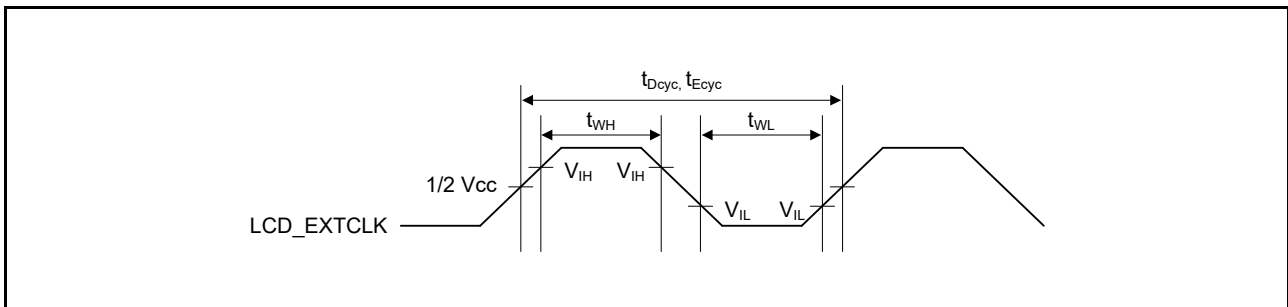 tDcyc, tEcyc
tWH
tWL
VIH
VIH
1/2 Vcc
VIL
VIL
LCD_EXTCLK